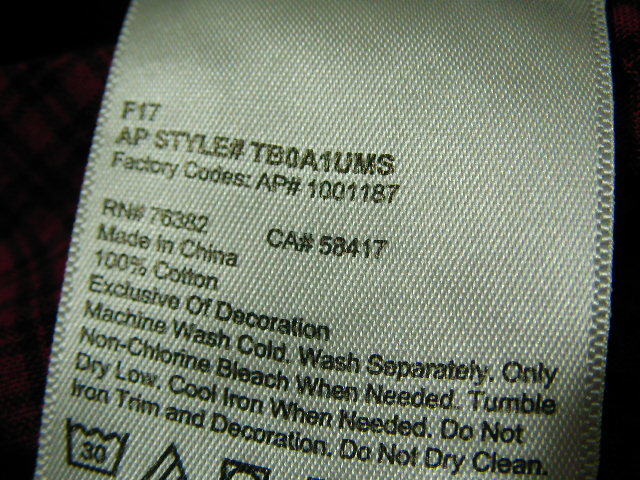 F17
AP STYLE# TB0A1UMS
Factory Codes: AP# 1001187
RN# 76382 CA# 58417
Made in China
100% Cotton
Exclusive Of Decoration
Machine Wash Cold. Wash Separately. Only
Non-Chlorine Bleach When Needed. Tumble
Dry Low. Cool Iron When Needed. Do Not
Iron Trim and Decoration. Do Not Dry Clean.
30